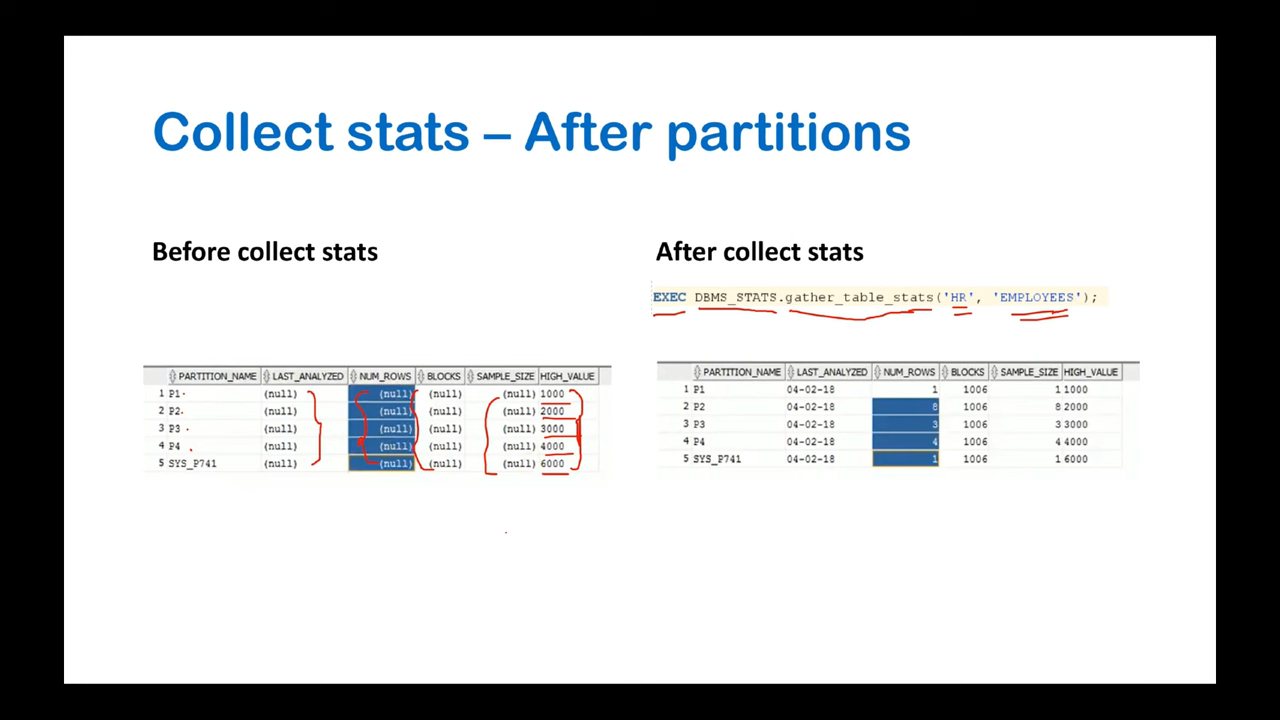 Collect stats – After partitions
Before collect stats
PARTITION_NAME LAST_ANALYZED NUM_ROWS BLOCKS SAMPLE_SIZE HIGH_VALUE
1 P1 (null) (null) (null) (null) 1000
2 P2 (null) (null) (null) (null) 2000
3 P3 (null) (null) (null) (null) 3000
4 P4 (null) (null) (null) (null) 4000
5 SYS_P741 (null) (null) (null) (null) 6000
After collect stats
EXEC DBMS_STATS.gather_table_stats('HR', 'EMPLOYEES');
PARTITION_NAME LAST_ANALYZED NUM_ROWS BLOCKS SAMPLE_SIZE HIGH_VALUE
1 P1 04-02-18 1 1006 1 1000
2 P2 04-02-18 8 1006 8 2000
3 P3 04-02-18 3 1006 3 3000
4 P4 04-02-18 4 1006 4 4000
5 SYS_P741 04-02-18 1 1006 1 6000